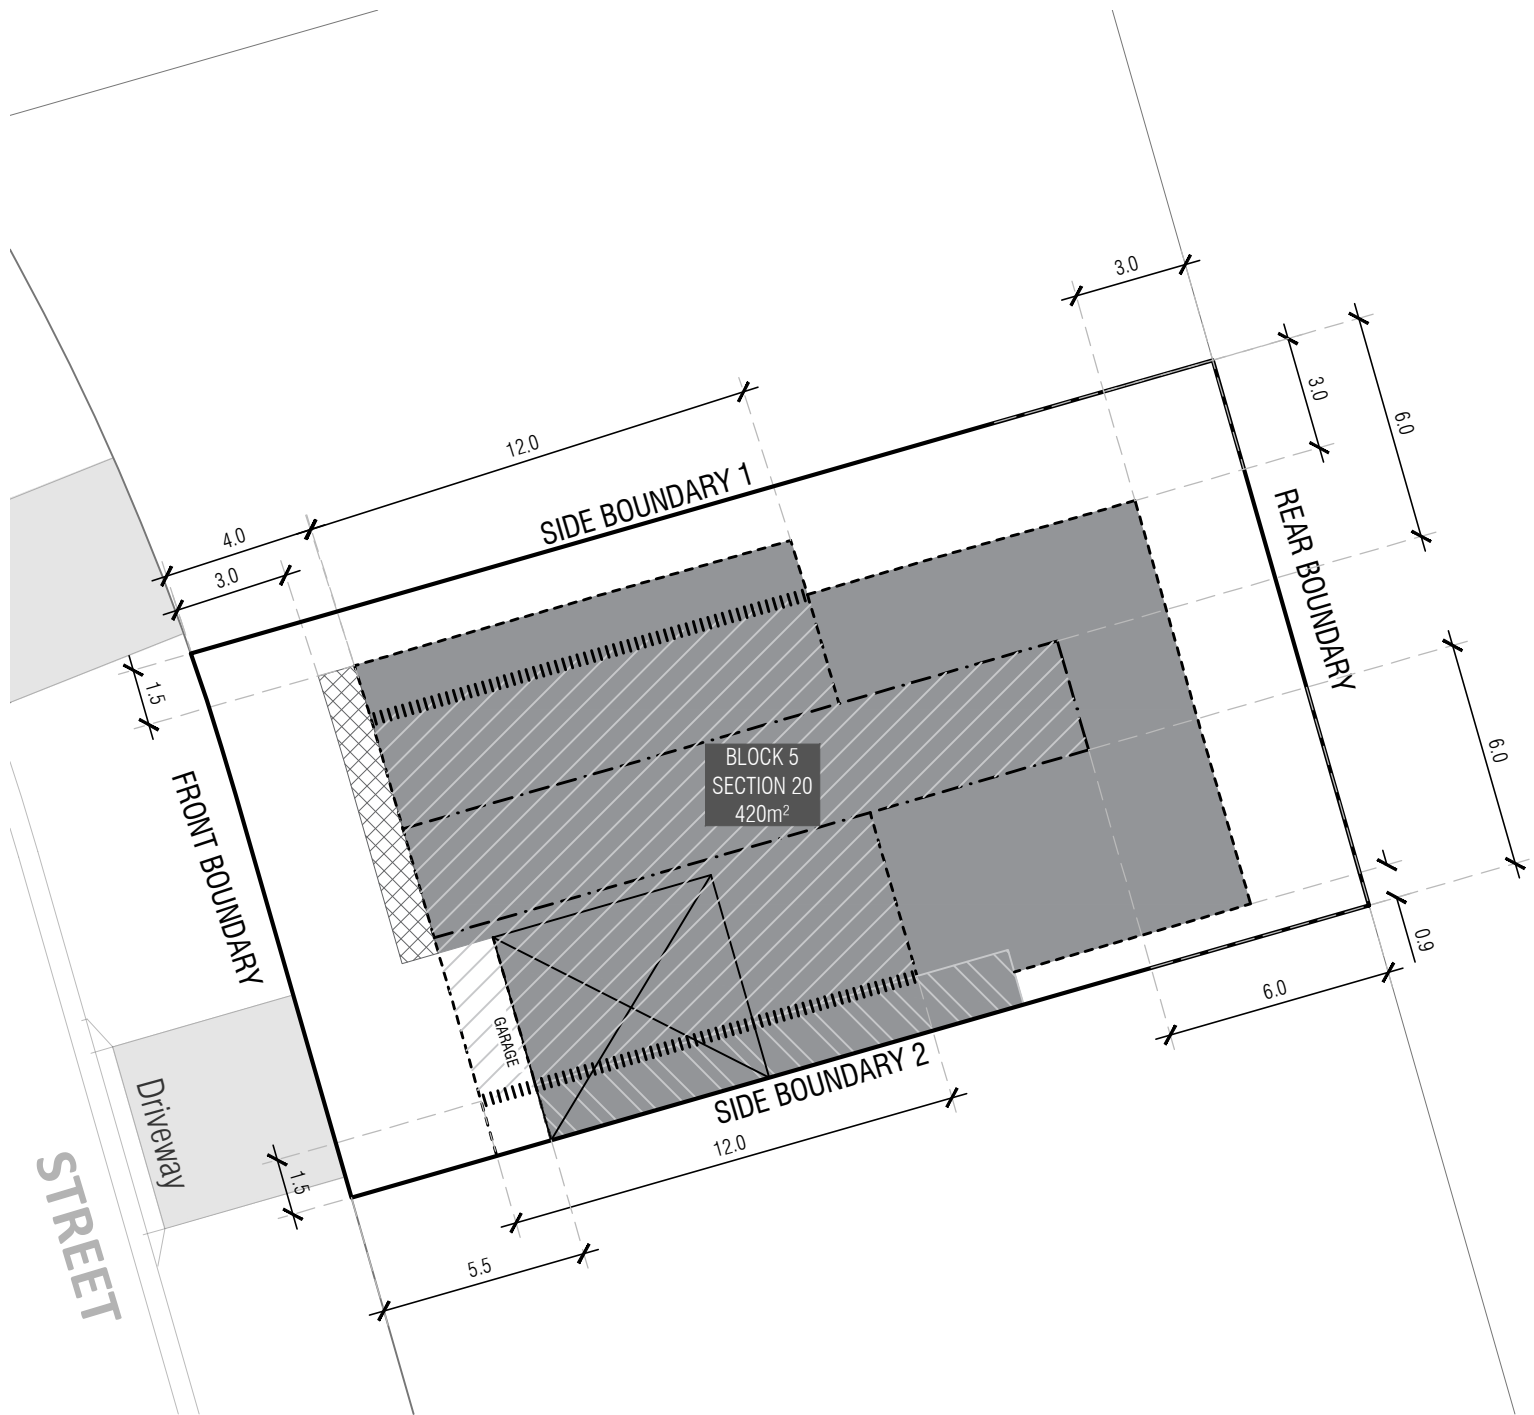 3.0
3.0
6.0
12.0
4.0
3.0
SIDE BOUNDARY 1
REAR BOUNDARY
1.5
BLOCK 5
SECTION 20
420m²
6.0
FRONT BOUNDARY
0.9
6.0
GARAGE
SIDE BOUNDARY 2
12.0
Driveway
1.5
STREET
5.5